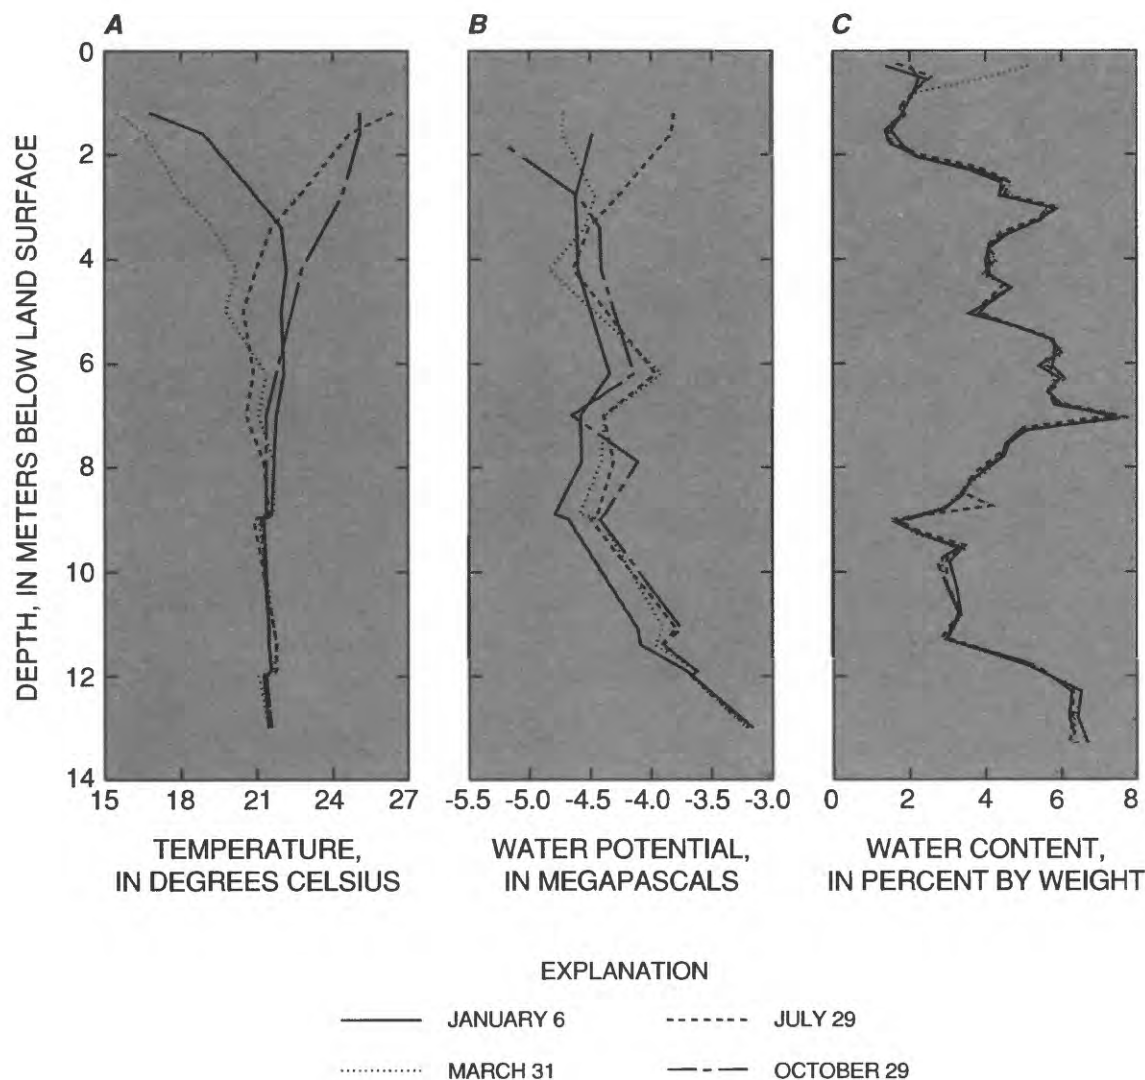 A
B
C
0
2
4
6
8
10
12
14
DEPTH, IN METERS BELOW LAND SURFACE
15 18 21 24 27
-5.5 -5.0 -4.5 -4.0 -3.5 -3.0
0 2 4 6 8
TEMPERATURE,
IN DEGREES CELSIUS
WATER POTENTIAL,
IN MEGAPASCALS
WATER CONTENT,
IN PERCENT BY WEIGHT
EXPLANATION
JANUARY 6
JULY 29
MARCH 31
OCTOBER 29